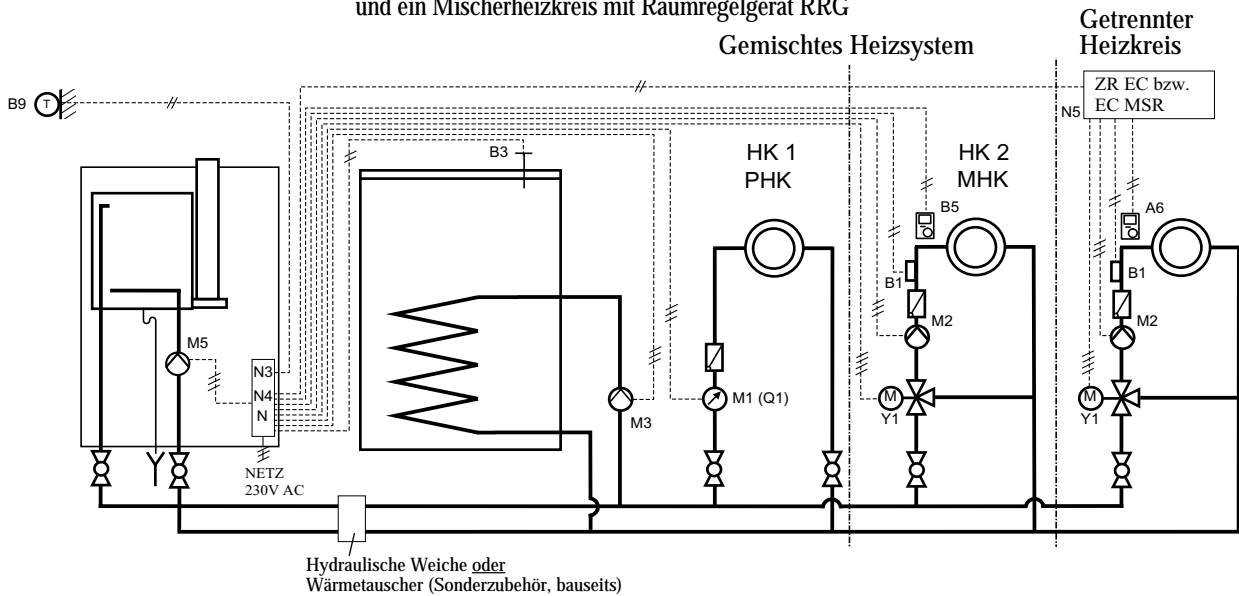 und ein Mischerheizkreis mit Raumregelgerät RRG
Gemischtes Heizsystem
Getrennter
Heizkreis
B9
T
ZR EC bzw.
EC MSR
N5
B3
HK 1
PHK
HK 2
MHK
B5
A6
B1
B1
M5
M2
M2
N3
N4
N
M3
M1 (Q1)
M
Y1
M
Y1
NETZ
230V AC
Hydraulische Weiche oder
Wärmetauscher (Sonderzubehör, bauseits)